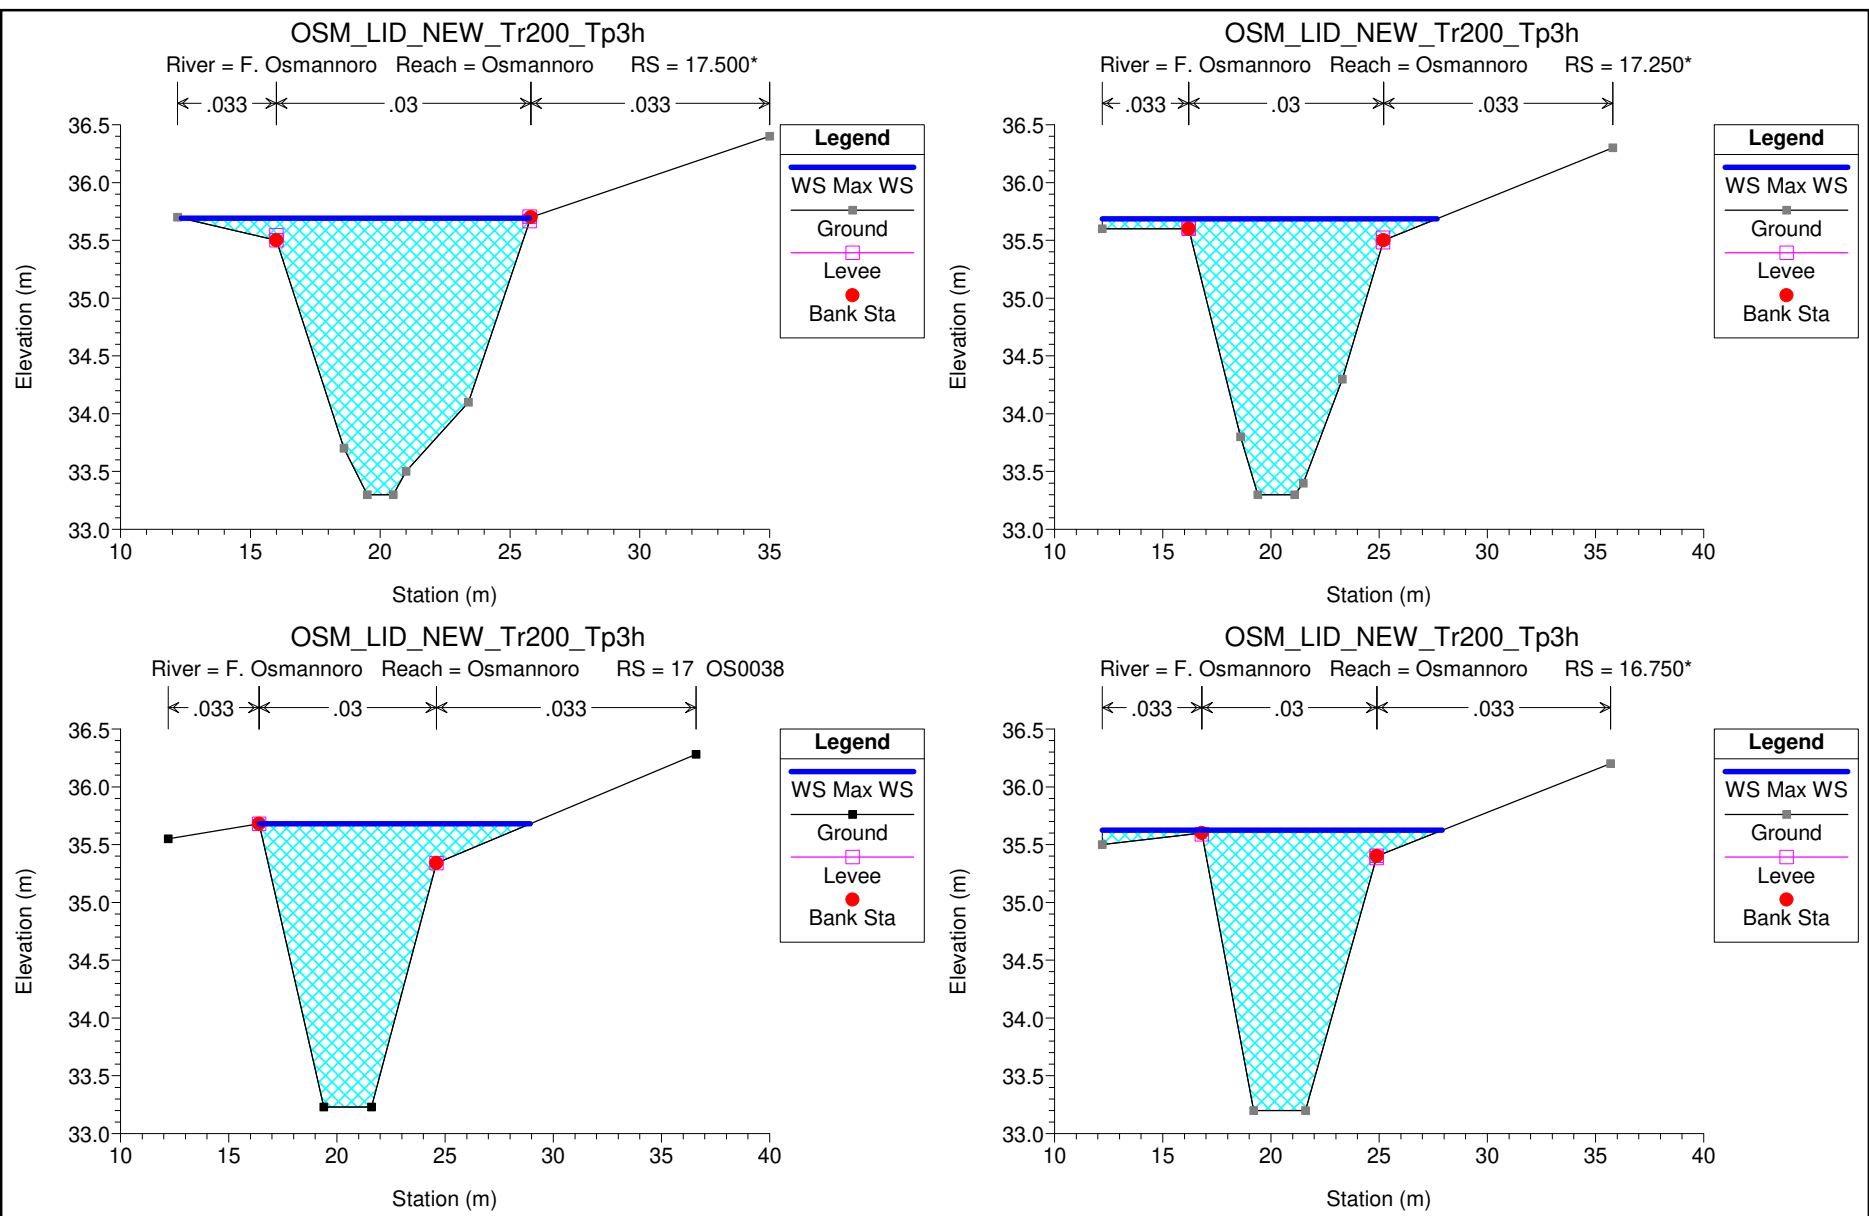 OSM_LID_NEW_Tr200_Tp3h
River = F. Osmannoro Reach = Osmannoro RS = 17.500*
.033 .03 .033
36.5
36.0
35.5
35.0
34.5
34.0
33.5
33.0
10 15 20 25 30 35
Station (m)
Elevation (m)
Legend
WS Max WS
Ground
Levee
Bank Sta
OSM_LID_NEW_Tr200_Tp3h
River = F. Osmannoro Reach = Osmannoro RS = 17.250*
.033 .03 .033
36.5
36.0
35.5
35.0
34.5
34.0
33.5
33.0
10 15 20 25 30 35 40
Station (m)
Elevation (m)
Legend
WS Max WS
Ground
Levee
Bank Sta
OSM_LID_NEW_Tr200_Tp3h
River = F. Osmannoro Reach = Osmannoro RS = 17 OS0038
.033 .03 .033
36.5
36.0
35.5
35.0
34.5
34.0
33.5
33.0
10 15 20 25 30 35 40
Station (m)
Elevation (m)
Legend
WS Max WS
Ground
Levee
Bank Sta
OSM_LID_NEW_Tr200_Tp3h
River = F. Osmannoro Reach = Osmannoro RS = 16.750*
.033 .03 .033
36.5
36.0
35.5
35.0
34.5
34.0
33.5
33.0
10 15 20 25 30 35 40
Station (m)
Elevation (m)
Legend
WS Max WS
Ground
Levee
Bank Sta